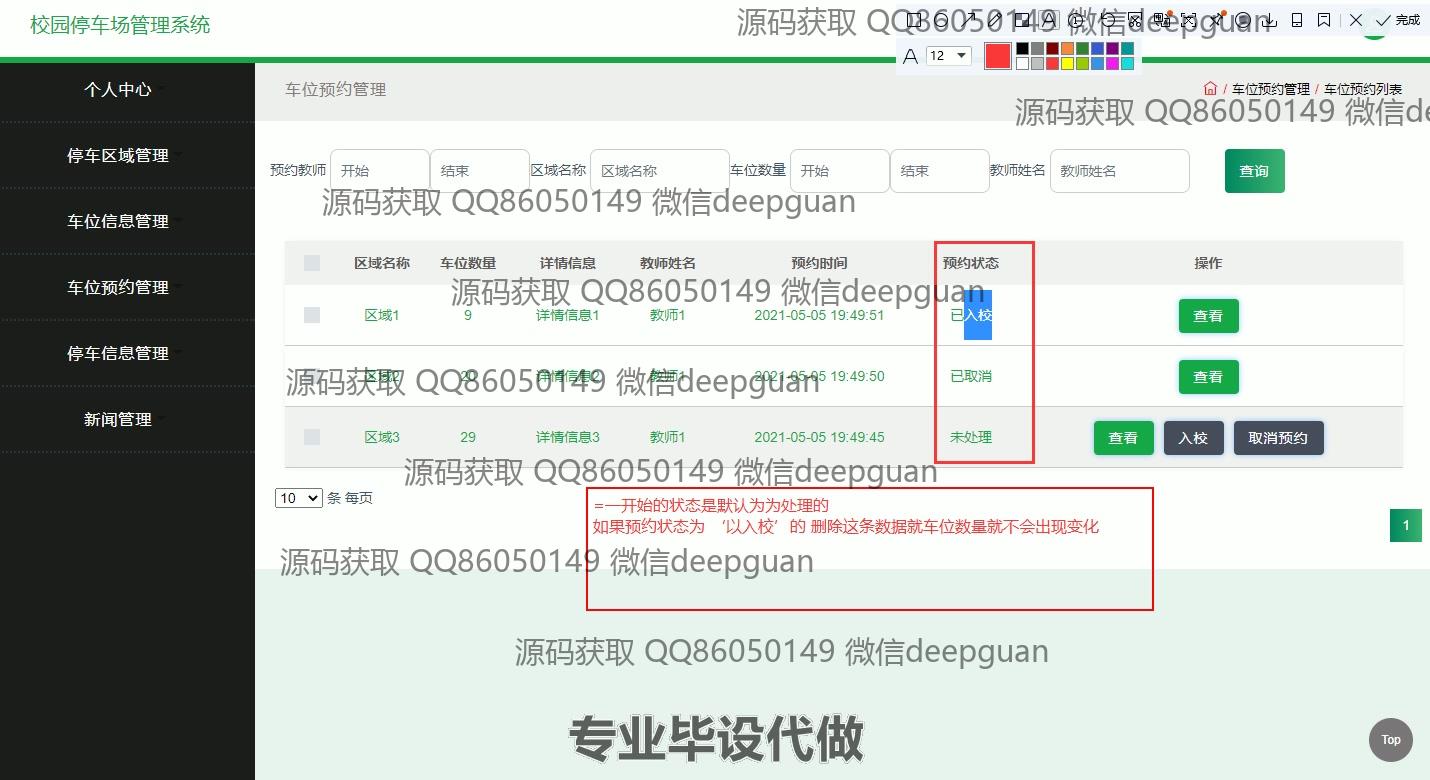 校园停车场管理系统
源码获取 QQ86050149 微信deepguan
完成
A 12
个人中心
停车区域管理
车位信息管理
车位预约管理
停车信息管理
新闻管理
车位预约管理
/ 车位预约管理 / 车位预约列表
源码获取 QQ86050149 微信de
预约教师 开始 结束 区域名称 区域名称 车位数量 开始 结束 教师姓名 教师姓名 查询
源码获取 QQ86050149 微信deepguan
区域名称 车位数量 详情信息 教师姓名 预约时间 预约状态 操作
源码获取 QQ86050149 微信deepguan
区域1 9 详情信息1 教师1 2021-05-05 19:49:51 已入校 查看
区域2 20 详情信息2 教师1 2021-05-05 19:49:50 已取消 查看
源码获取 QQ86050149 微信deepguan
区域3 29 详情信息3 教师1 2021-05-05 19:49:45 未处理 查看 入校 取消预约
源码获取 QQ86050149 微信deepguan
10 条 每页
=一开始的状态是默认为为处理的
如果预约状态为 ‘以入校’的 删除这条数据就车位数量就不会出现变化
1
源码获取 QQ86050149 微信deepguan
源码获取 QQ86050149 微信deepguan
专业毕设代做
Top